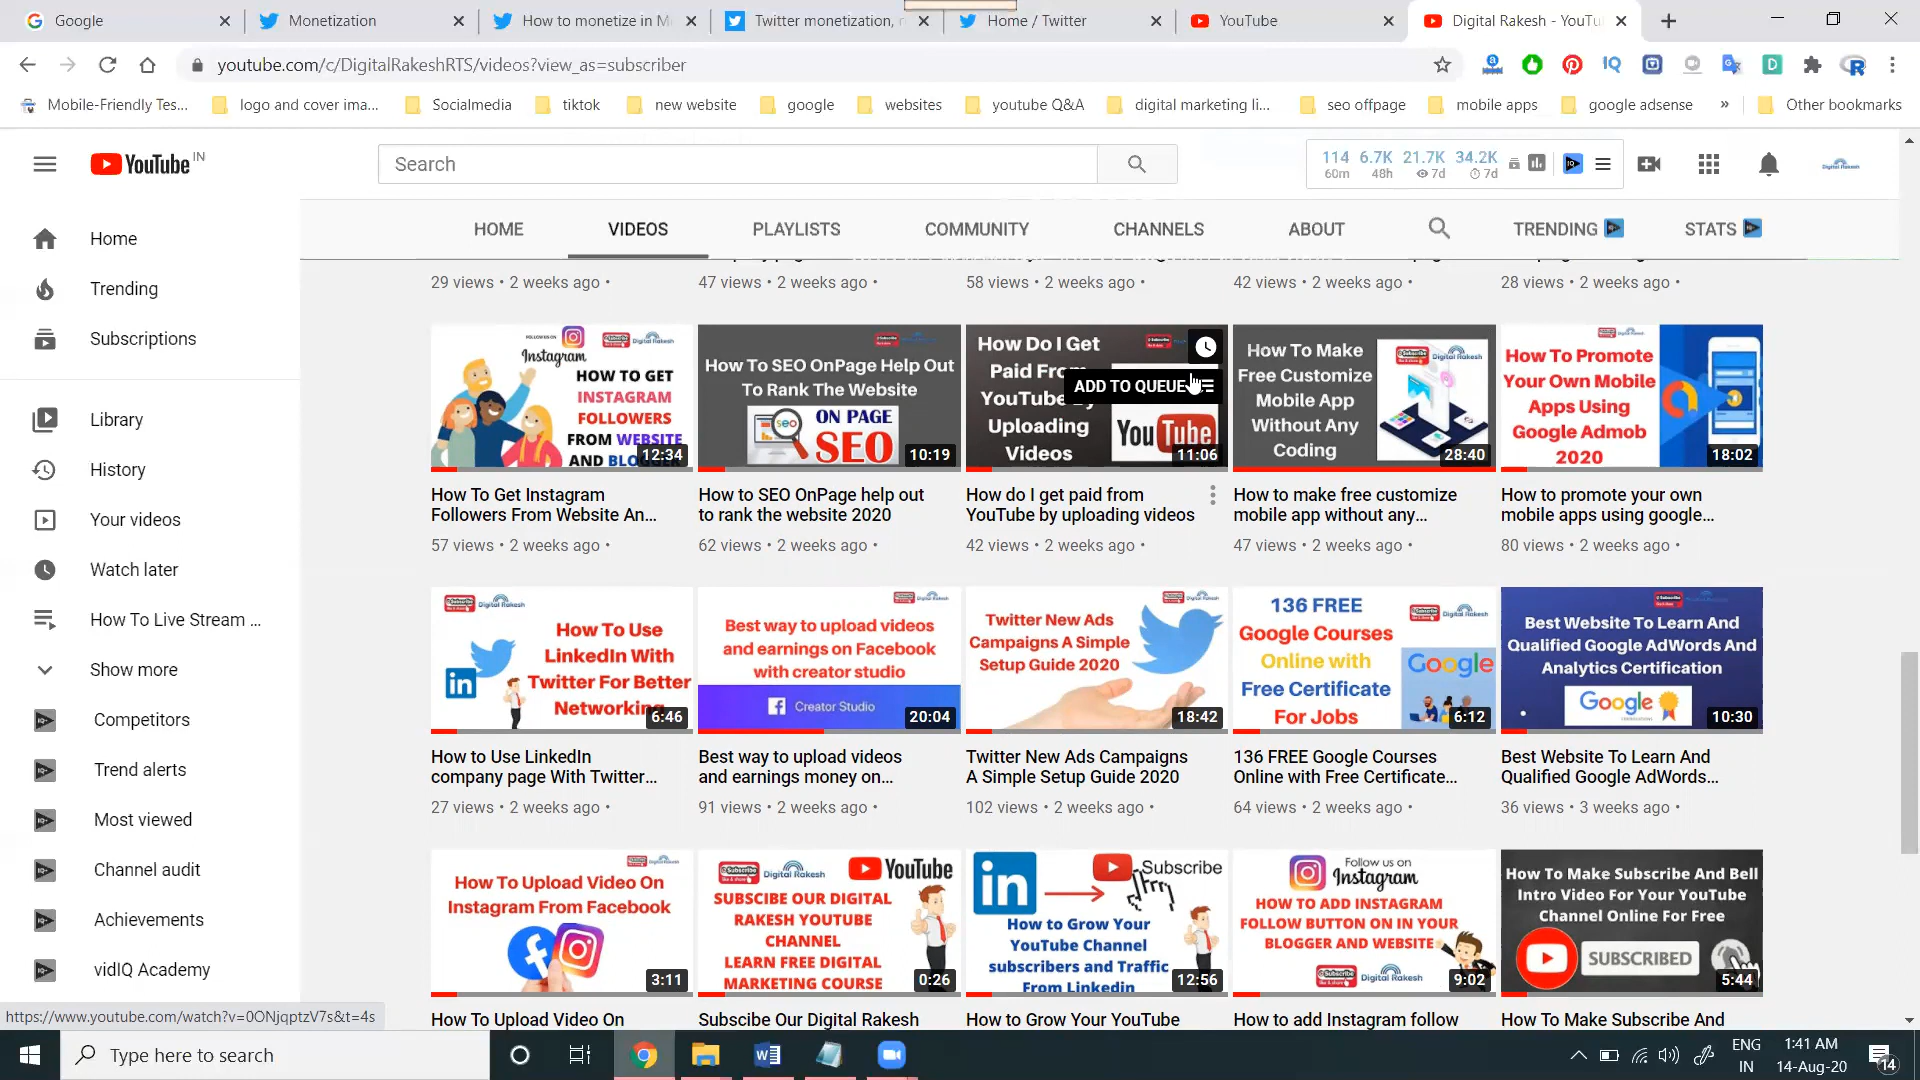 Google
Monetization
How to monetize in M
Twitter monetization, r
Home / Twitter
YouTube
Digital Rakesh - YouTu
youtube.com/c/DigitalRakeshRTS/videos?view_as=subscriber
Mobile-Friendly Tes...
logo and cover ima...
Socialmedia
tiktok
new website
google
websites
youtube Q&A
digital marketing li...
seo offpage
mobile apps
google adsense
»
Other bookmarks
YouTube IN
Search
114 6.7K 21.7K 34.2K
60m 48h 7d 7d
HOME VIDEOS PLAYLISTS COMMUNITY CHANNELS ABOUT TRENDING STATS
Home
Trending
Subscriptions
Library
History
Your videos
Watch later
How To Live Stream ...
Show more
Competitors
Trend alerts
Most viewed
Channel audit
Achievements
vidIQ Academy
29 views • 2 weeks ago •
47 views • 2 weeks ago •
58 views • 2 weeks ago •
42 views • 2 weeks ago •
28 views • 2 weeks ago •
FOLLOW US ON
Instagram
Digital Rakesh
HOW TO GET
INSTAGRAM
FOLLOWERS
FROM WEBSITE
AND BLOGGER
12:34
How To Get Instagram
Followers From Website An...
57 views • 2 weeks ago •
How To SEO OnPage Help Out
To Rank The Website
seo
ON PAGE
SEO
10:19
How to SEO OnPage help out
to rank the website 2020
62 views • 2 weeks ago •
How Do I Get
Paid From
YouTube By
Uploading
Videos
ADD TO QUEUE
YouTube
11:06
How do I get paid from
YouTube by uploading videos
42 views • 2 weeks ago •
How To Make
Free Customize
Mobile App
Without Any
Coding
Digital Rakesh
28:40
How to make free customize
mobile app without any...
47 views • 2 weeks ago •
How To Promote
Your Own Mobile
Apps Using
Google Admob
2020
18:02
How to promote your own
mobile apps using google...
80 views • 2 weeks ago •
Digital Rakesh
How To Use
LinkedIn With
Twitter For Better
Networking
in
6:46
How to Use LinkedIn
company page With Twitter...
27 views • 2 weeks ago •
Best way to upload videos
and earnings on Facebook
with creator studio
Creator Studio
20:04
Best way to upload videos
and earnings money on...
91 views • 2 weeks ago •
Twitter New Ads
Campaigns A Simple
Setup Guide 2020
18:42
Twitter New Ads Campaigns
A Simple Setup Guide 2020
102 views • 2 weeks ago •
136 FREE
Google Courses
Online with
Free Certificate
For Jobs
Digital Rakesh
Google
6:12
136 FREE Google Courses
Online with Free Certificate...
64 views • 2 weeks ago •
Best Website To Learn And
Qualified Google AdWords And
Analytics Certification
Google
10:30
Best Website To Learn And
Qualified Google AdWords...
36 views • 3 weeks ago •
How To Upload Video On
Instagram From Facebook
3:11
How To Upload Video On
Digital Rakesh
YouTube
SUBSCIBE OUR DIGITAL
RAKESH YOUTUBE
CHANNEL
LEARN FREE DIGITAL
MARKETING COURSE
0:26
Subscibe Our Digital Rakesh
in
Subscribe
How to Grow Your
YouTube Channel
subscribers and Traffic
From Linkedin
12:56
How to Grow Your YouTube
Follow us on
Instagram
HOW TO ADD INSTAGRAM
FOLLOW BUTTON ON IN YOUR
BLOGGER AND WEBSITE
Digital Rakesh
9:02
How to add Instagram follow
How To Make Subscribe And Bell
Intro Video For Your YouTube
Channel Online For Free
SUBSCRIBED
5:44
How To Make Subscribe And
https://www.youtube.com/watch?v=0ONjqptzV7s&t=4s
Type here to search
ENG
IN
1:41 AM
14-Aug-20
14